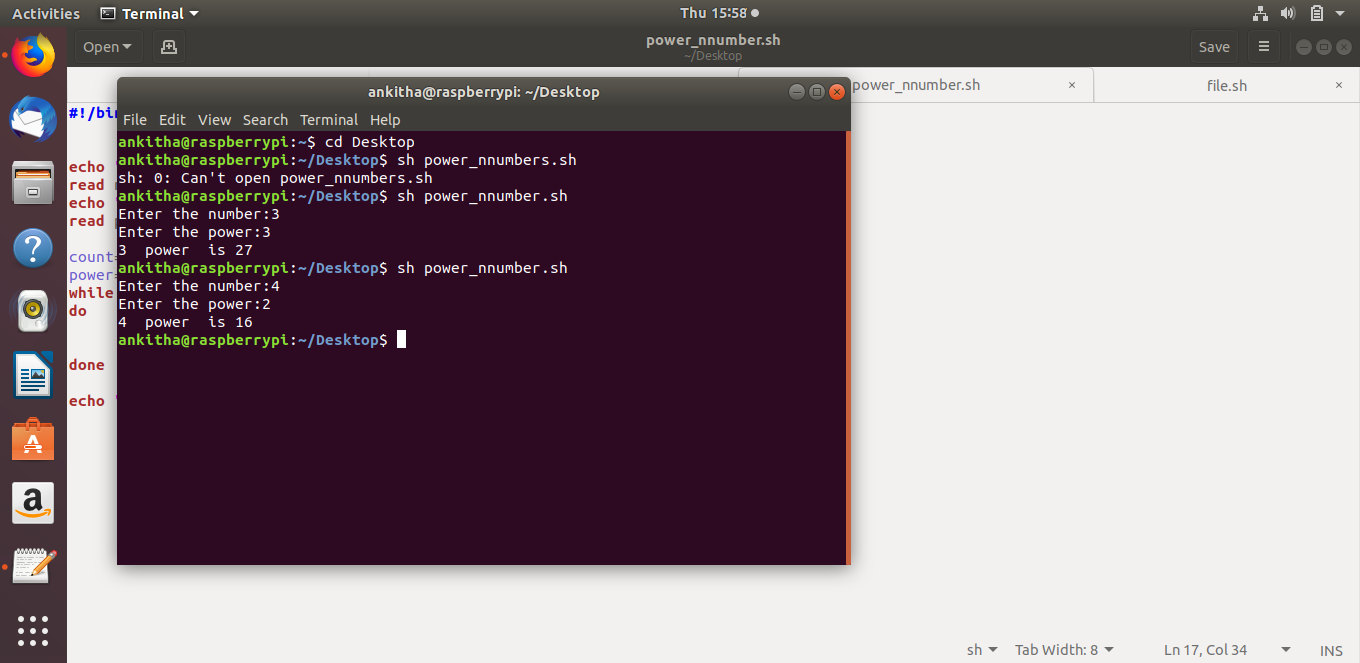 Activities Terminal Thu 15:58
Open power_nnumber.sh Save
~/Desktop
power_nnumber.sh × file.sh ×
ankitha@raspberrypi: ~/Desktop
File Edit View Search Terminal Help
ankitha@raspberrypi:~$ cd Desktop
ankitha@raspberrypi:~/Desktop$ sh power_nnumbers.sh
sh: 0: Can't open power_nnumbers.sh
ankitha@raspberrypi:~/Desktop$ sh power_nnumber.sh
Enter the number:3
Enter the power:3
3  power  is 27
ankitha@raspberrypi:~/Desktop$ sh power_nnumber.sh
Enter the number:4
Enter the power:2
4  power  is 16
ankitha@raspberrypi:~/Desktop$
#!/bin
echo
read
echo
read
count=
power=
while
do
done
echo
sh Tab Width: 8 Ln 17, Col 34 INS